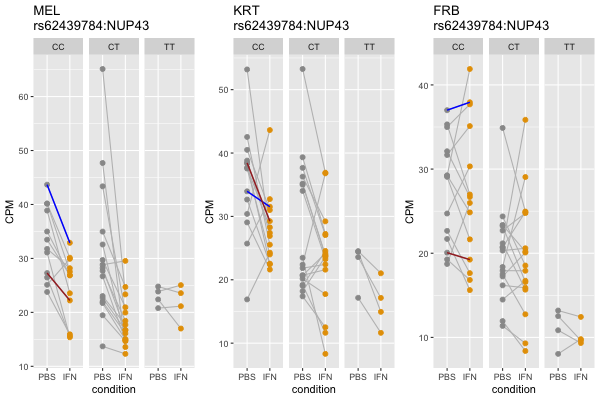 MEL
rs62439784:NUP43
CC CT TT
CPM
60
50
40
30
20
10
PBS IFN PBS IFN PBS IFN
condition
KRT
rs62439784:NUP43
CC CT TT
CPM
50
40
30
20
10
PBS IFN PBS IFN PBS IFN
condition
FRB
rs62439784:NUP43
CC CT TT
CPM
40
30
20
10
PBS IFN PBS IFN PBS IFN
condition